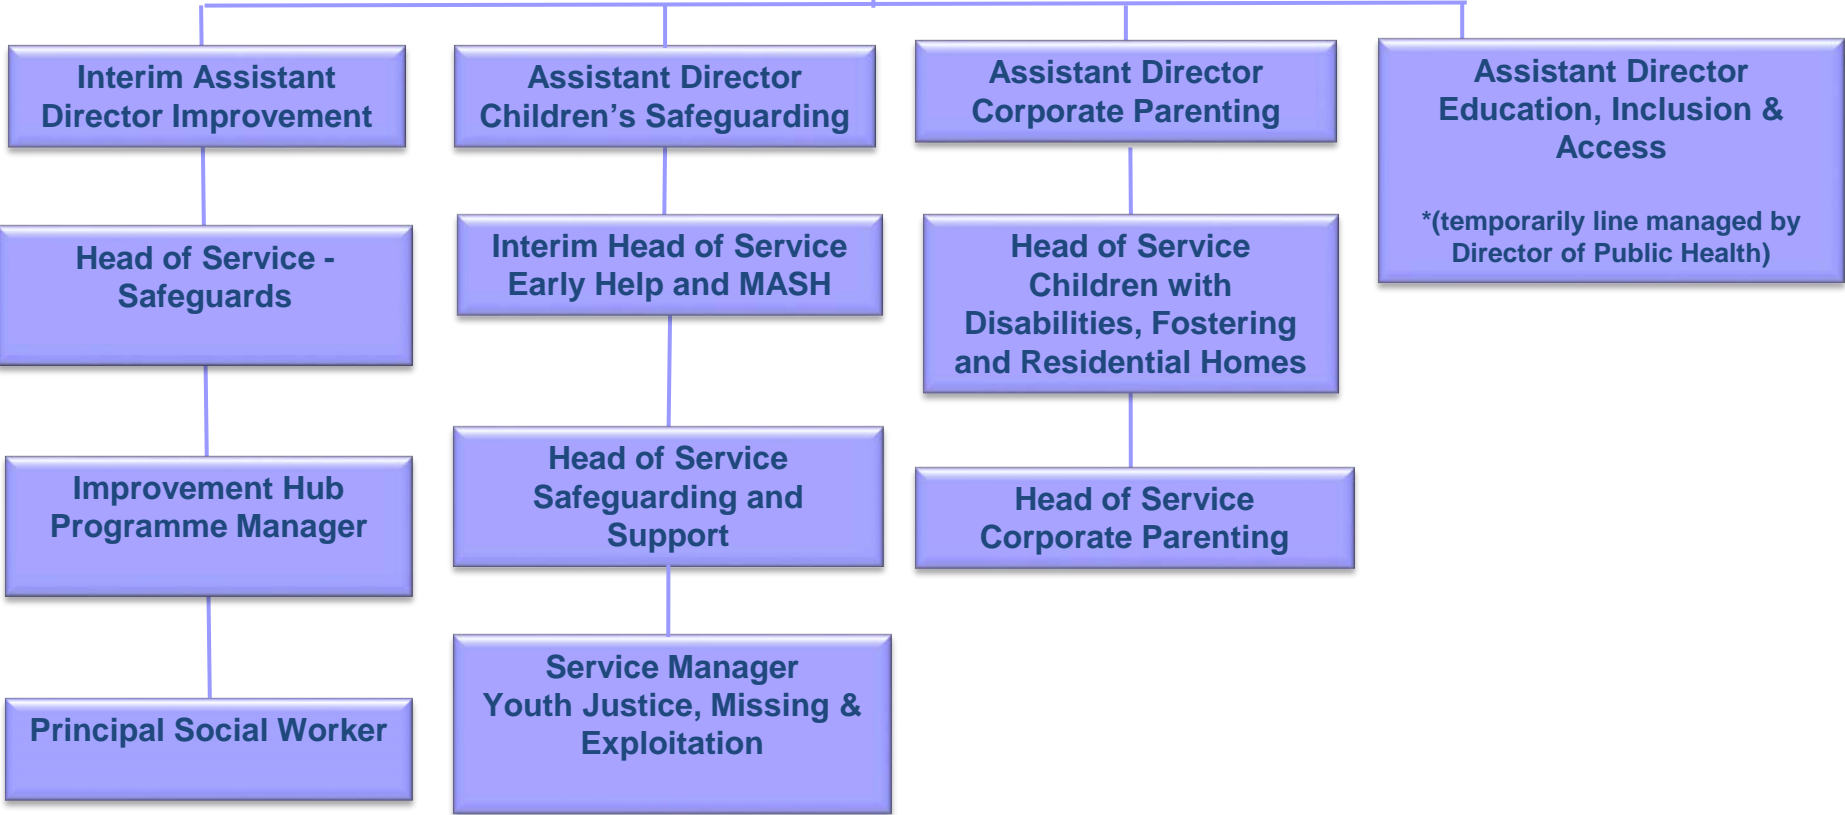 Interim Assistant
Director Improvement
Head of Service -
Safeguards
Improvement Hub
Programme Manager
Principal Social Worker
Assistant Director
Children’s Safeguarding
Interim Head of Service
Early Help and MASH
Head of Service
Safeguarding and
Support
Service Manager
Youth Justice, Missing &
Exploitation
Assistant Director
Corporate Parenting
Head of Service
Children with
Disabilities, Fostering
and Residential Homes
Head of Service
Corporate Parenting
Assistant Director
Education, Inclusion &
Access
*(temporarily line managed by
Director of Public Health)